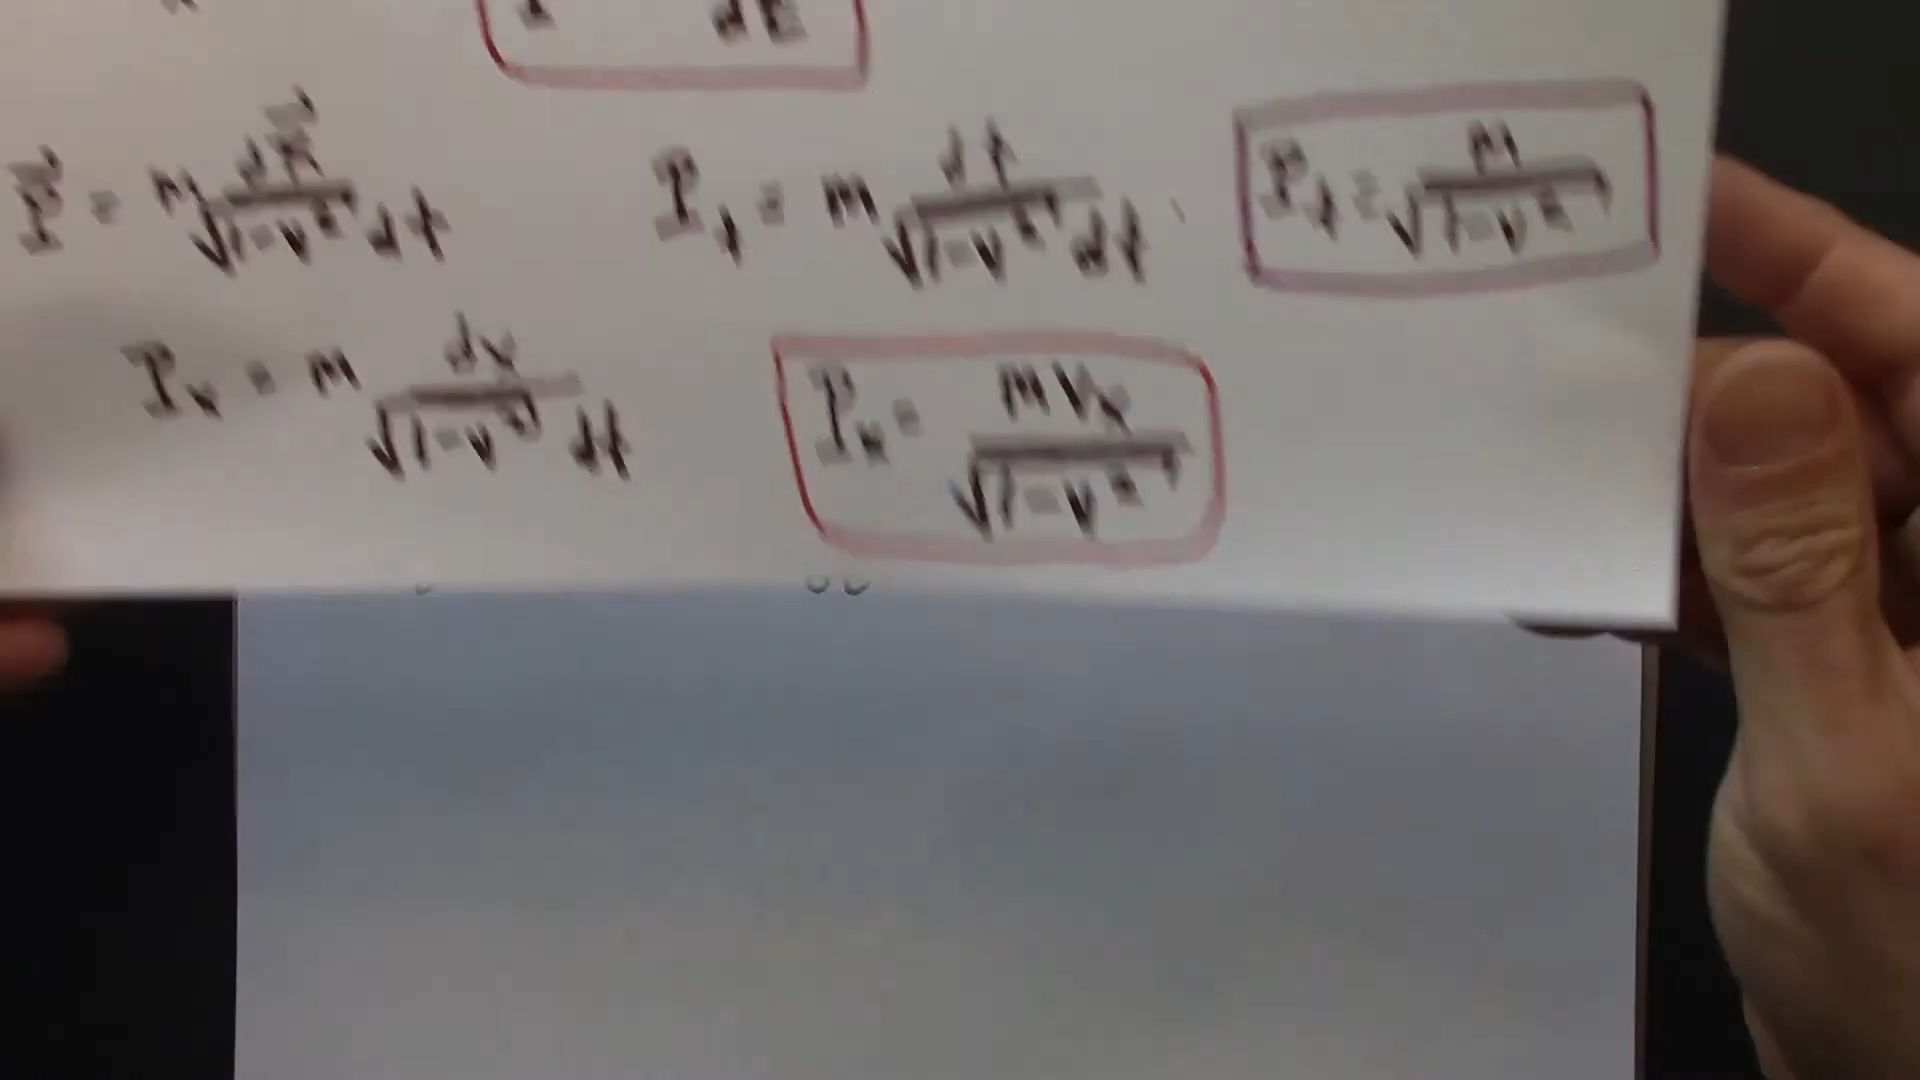 P⃗ = m dR⃗/√(1-v²) dt    P_t = m dt/√(1-v²) dt    P_t = m/√(1-v²)
P_x = m dx/√(1-v²) dt    P_x = m v_x/√(1-v²)